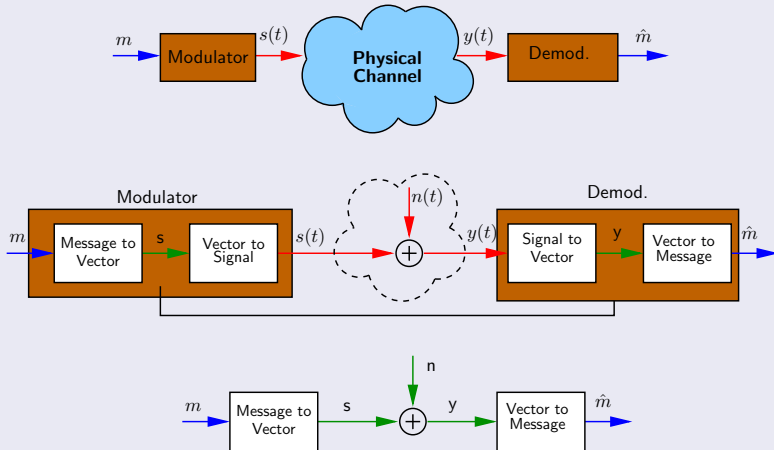 m
Modulator
s(t)
Physical
Channel
y(t)
Demod.
m̂
Modulator
Demod.
m
Message to
Vector
s
Vector to
Signal
s(t)
n(t)
+
y(t)
Signal to
Vector
y
Vector to
Message
m̂
n
m
Message to
Vector
s
+
y
Vector to
Message
m̂